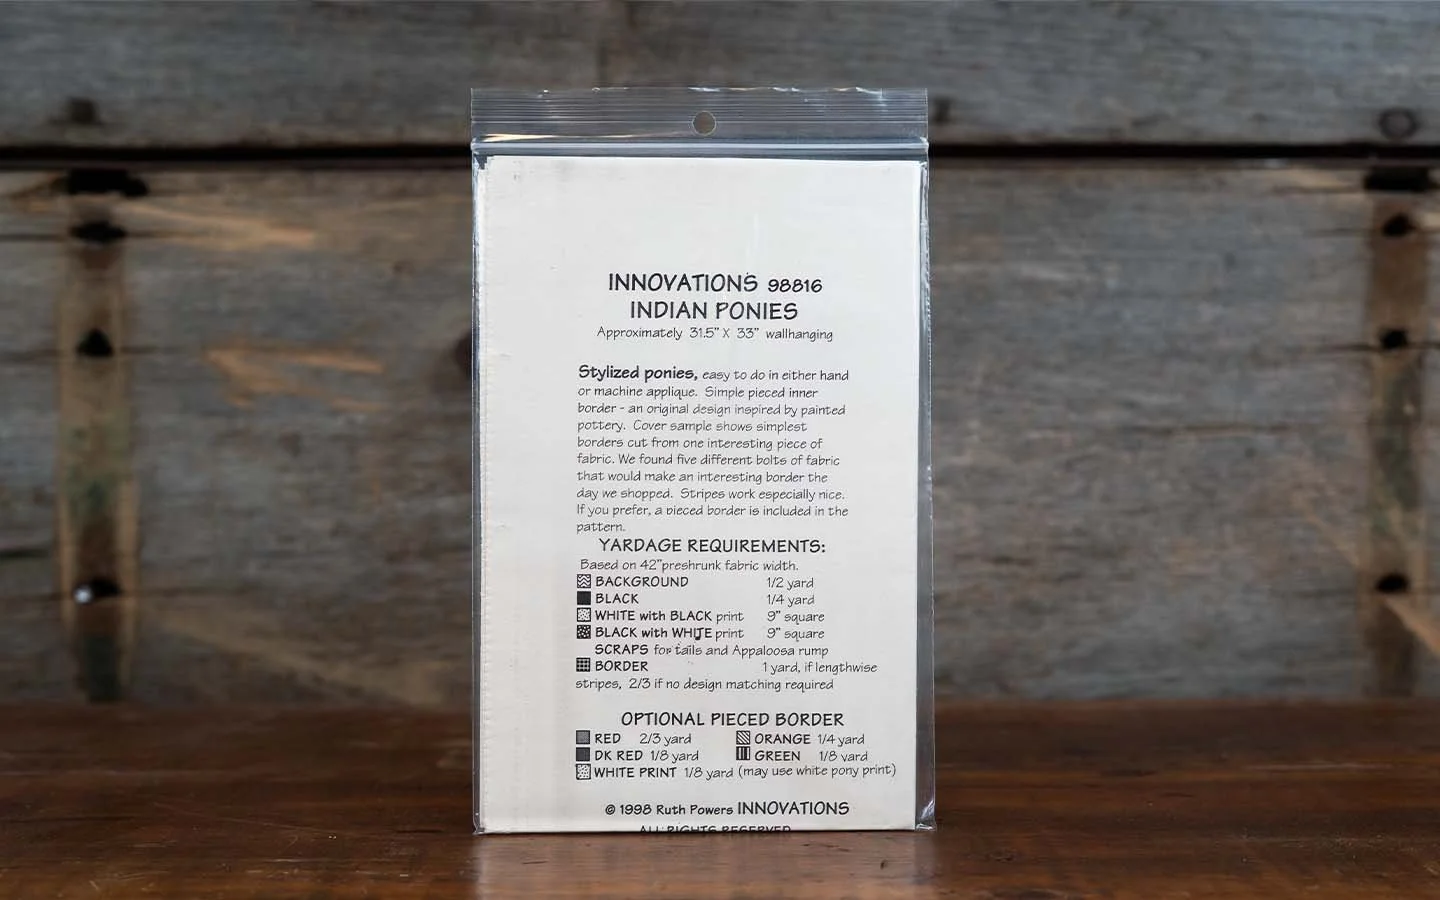 INNOVATIONS 98816
INDIAN PONIES
Approximately 31.5" X 33" wallhanging
Stylized ponies, easy to do in either hand
or machine applique. Simple pieced inner
border - an original design inspired by painted
pottery. Cover sample shows simplest
borders cut from one interesting piece of
fabric. We found five different bolts of fabric
that would make an interesting border the
day we shopped. Stripes work especially nice.
If you prefer, a pieced border is included in the
pattern.
YARDAGE REQUIREMENTS:
Based on 42"preshrunk fabric width.
BACKGROUND 1/2 yard
BLACK 1/4 yard
WHITE with BLACK print 9" square
BLACK with WHITE print 9" square
SCRAPS for tails and Appaloosa rump
BORDER 1 yard, if lengthwise
stripes, 2/3 if no design matching required
OPTIONAL PIECED BORDER
RED 2/3 yard ORANGE 1/4 yard
DK RED 1/8 yard GREEN 1/8 yard
WHITE PRINT 1/8 yard (may use white pony print)
© 1998 Ruth Powers INNOVATIONS
ALL RIGHTS RESERVED